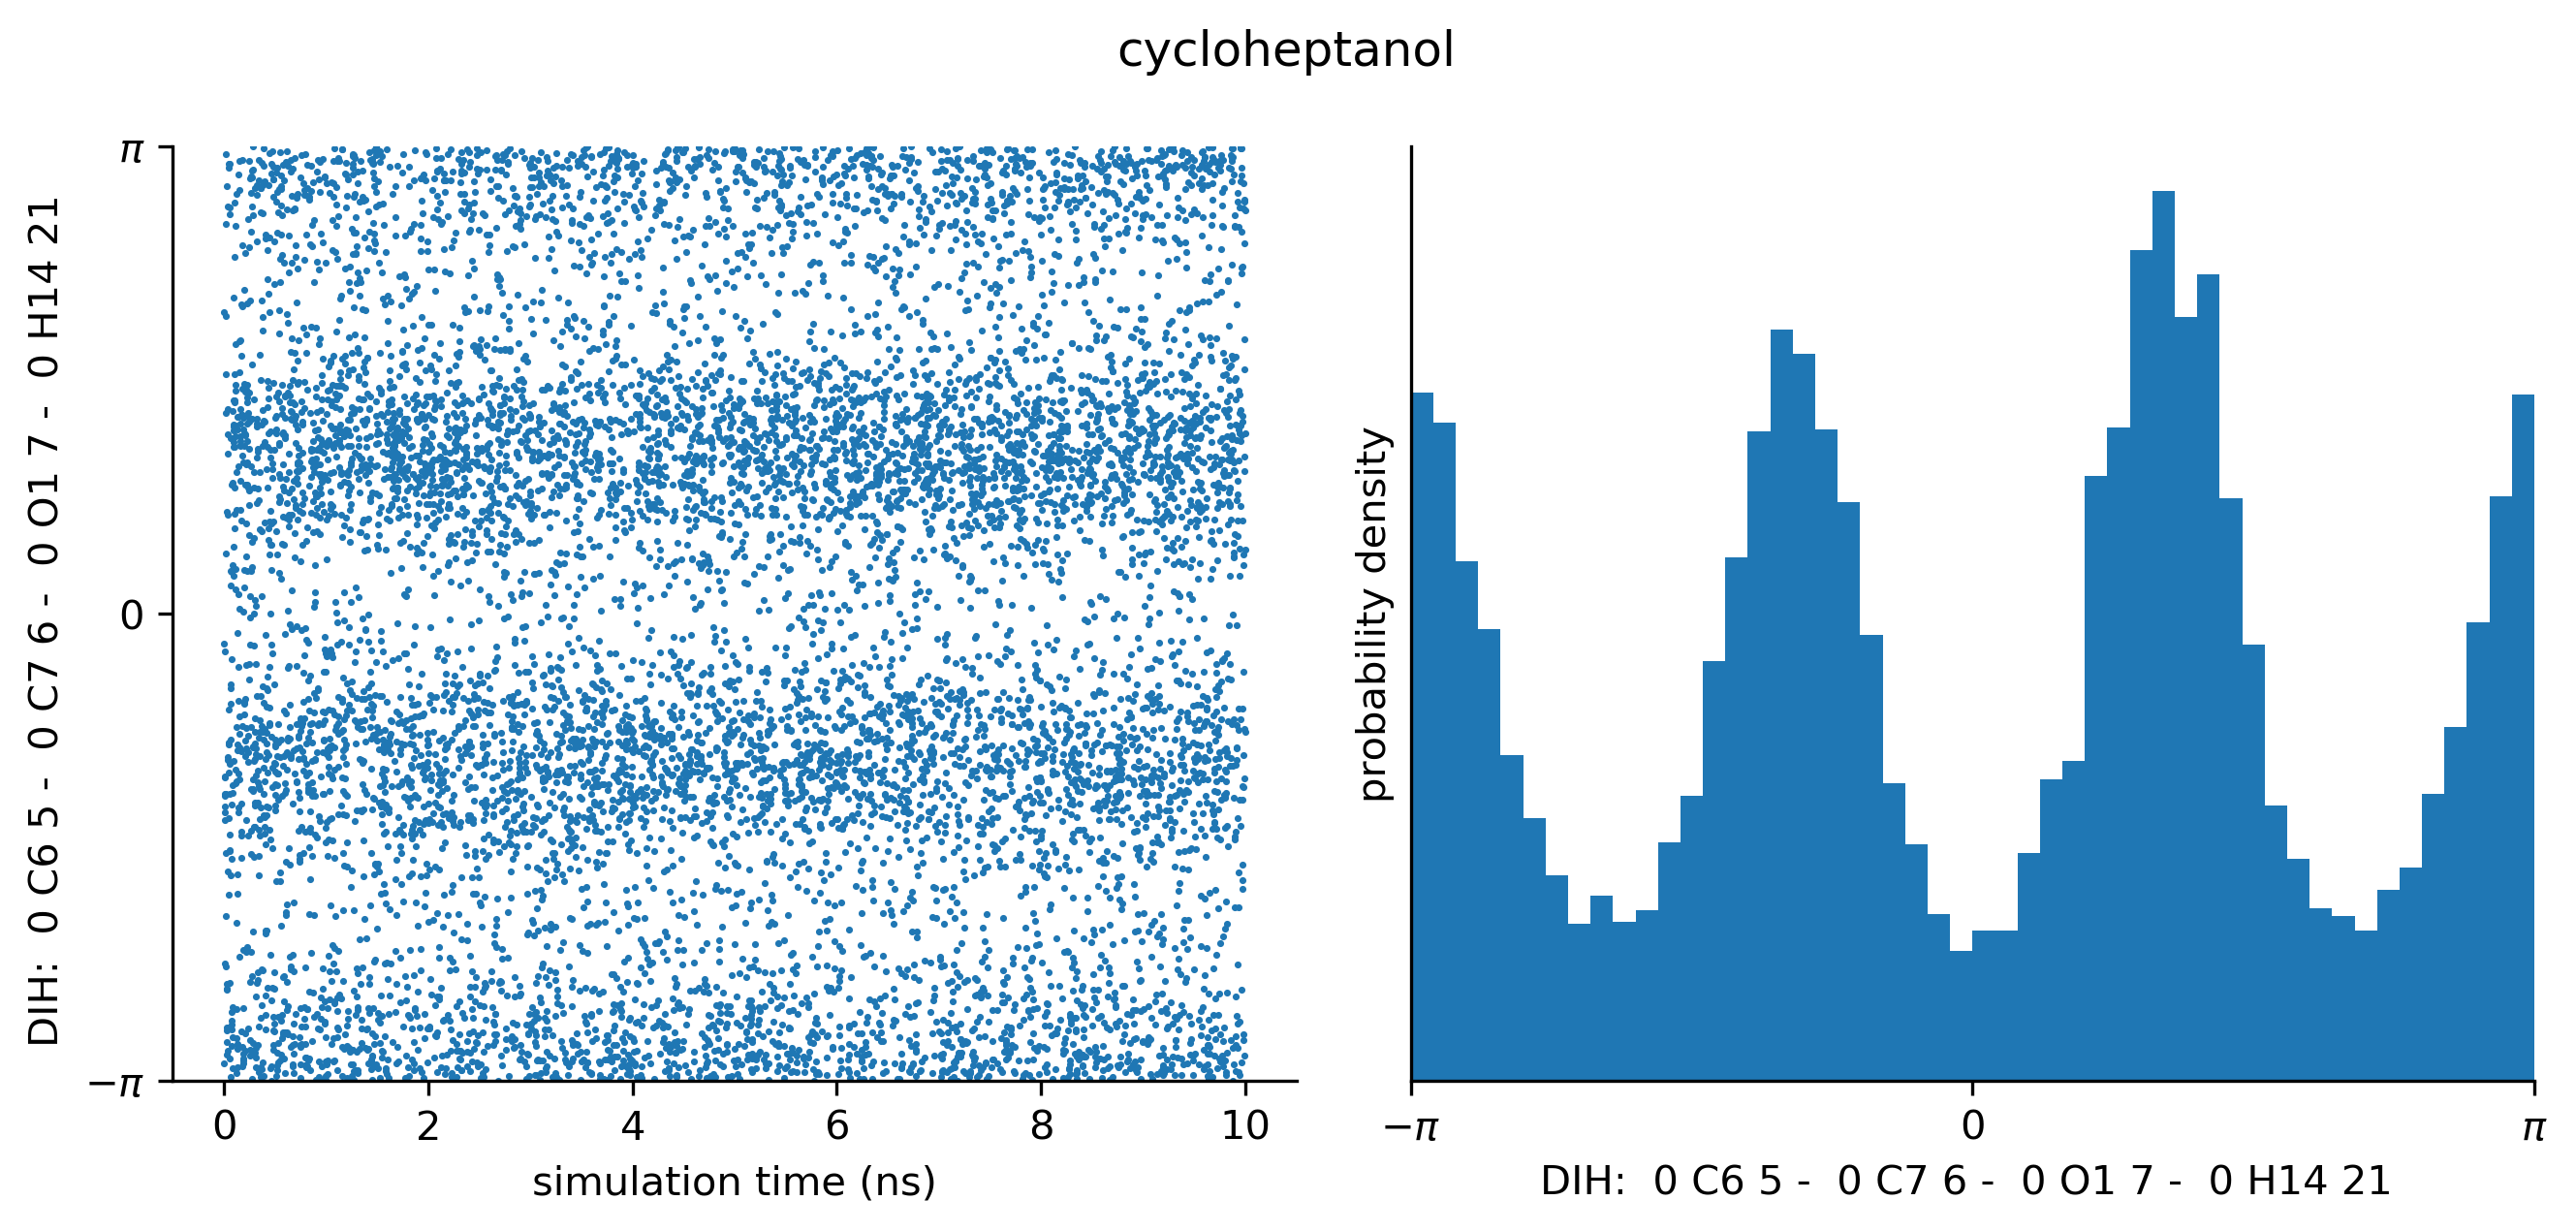 cycloheptanol
DIH:  0 C6 5 -  0 C7 6 -  0 O1 7 -  0 H14 21
π
0
−π
0 2 4 6 8 10
simulation time (ns)
probability density
−π 0 π
DIH:  0 C6 5 -  0 C7 6 -  0 O1 7 -  0 H14 21